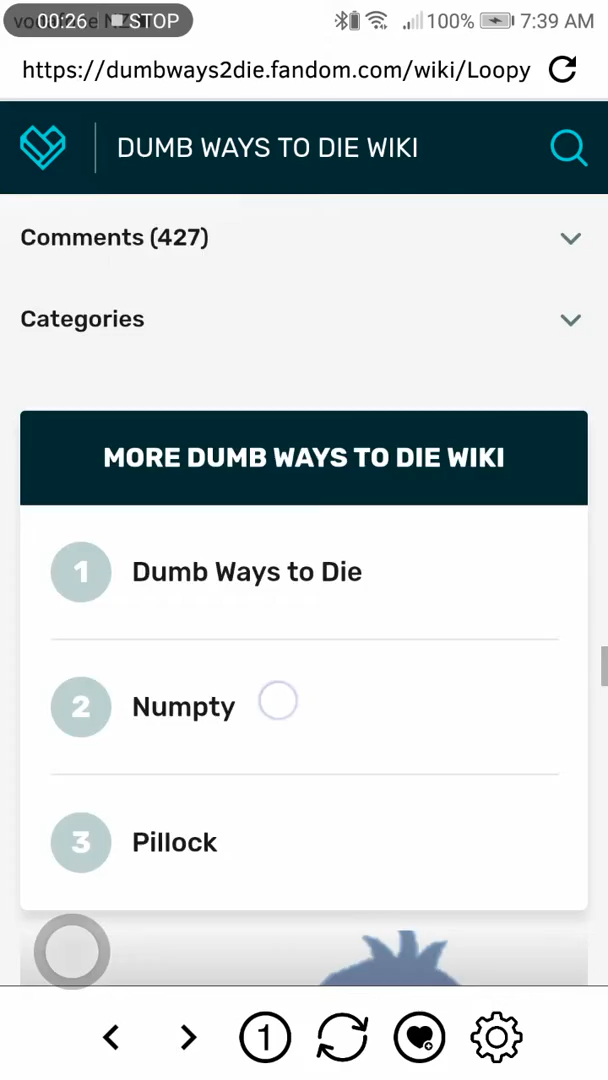 00:26 STOP 100% 7:39 AM
https://dumbways2die.fandom.com/wiki/Loopy
DUMB WAYS TO DIE WIKI
Comments (427)
Categories
MORE DUMB WAYS TO DIE WIKI
1 Dumb Ways to Die
2 Numpty
3 Pillock
1